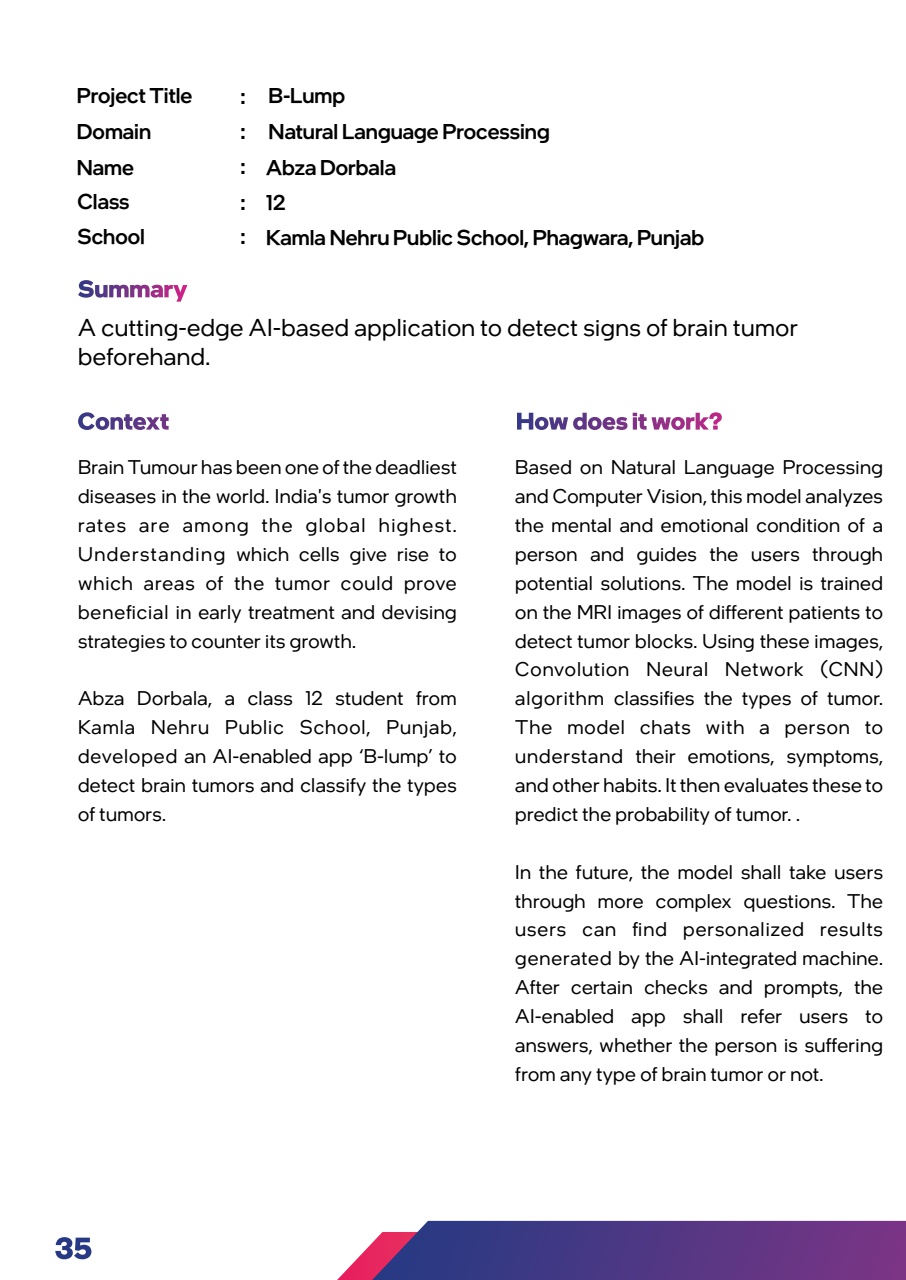 Project Title : B-Lump
Domain : Natural Language Processing
Name : Abza Dorbala
Class : 12
School : Kamla Nehru Public School, Phagwara, Punjab
Summary
A cutting-edge AI-based application to detect signs of brain tumor
beforehand.
Context
Brain Tumour has been one of the deadliest
diseases in the world. India's tumor growth
rates are among the global highest.
Understanding which cells give rise to
which areas of the tumor could prove
beneficial in early treatment and devising
strategies to counter its growth.
Abza Dorbala, a class 12 student from
Kamla Nehru Public School, Punjab,
developed an AI-enabled app ‘B-lump’ to
detect brain tumors and classify the types
of tumors.
How does it work?
Based on Natural Language Processing
and Computer Vision, this model analyzes
the mental and emotional condition of a
person and guides the users through
potential solutions. The model is trained
on the MRI images of different patients to
detect tumor blocks. Using these images,
Convolution Neural Network (CNN)
algorithm classifies the types of tumor.
The model chats with a person to
understand their emotions, symptoms,
and other habits. It then evaluates these to
predict the probability of tumor. .
In the future, the model shall take users
through more complex questions. The
users can find personalized results
generated by the AI-integrated machine.
After certain checks and prompts, the
AI-enabled app shall refer users to
answers, whether the person is suffering
from any type of brain tumor or not.
35